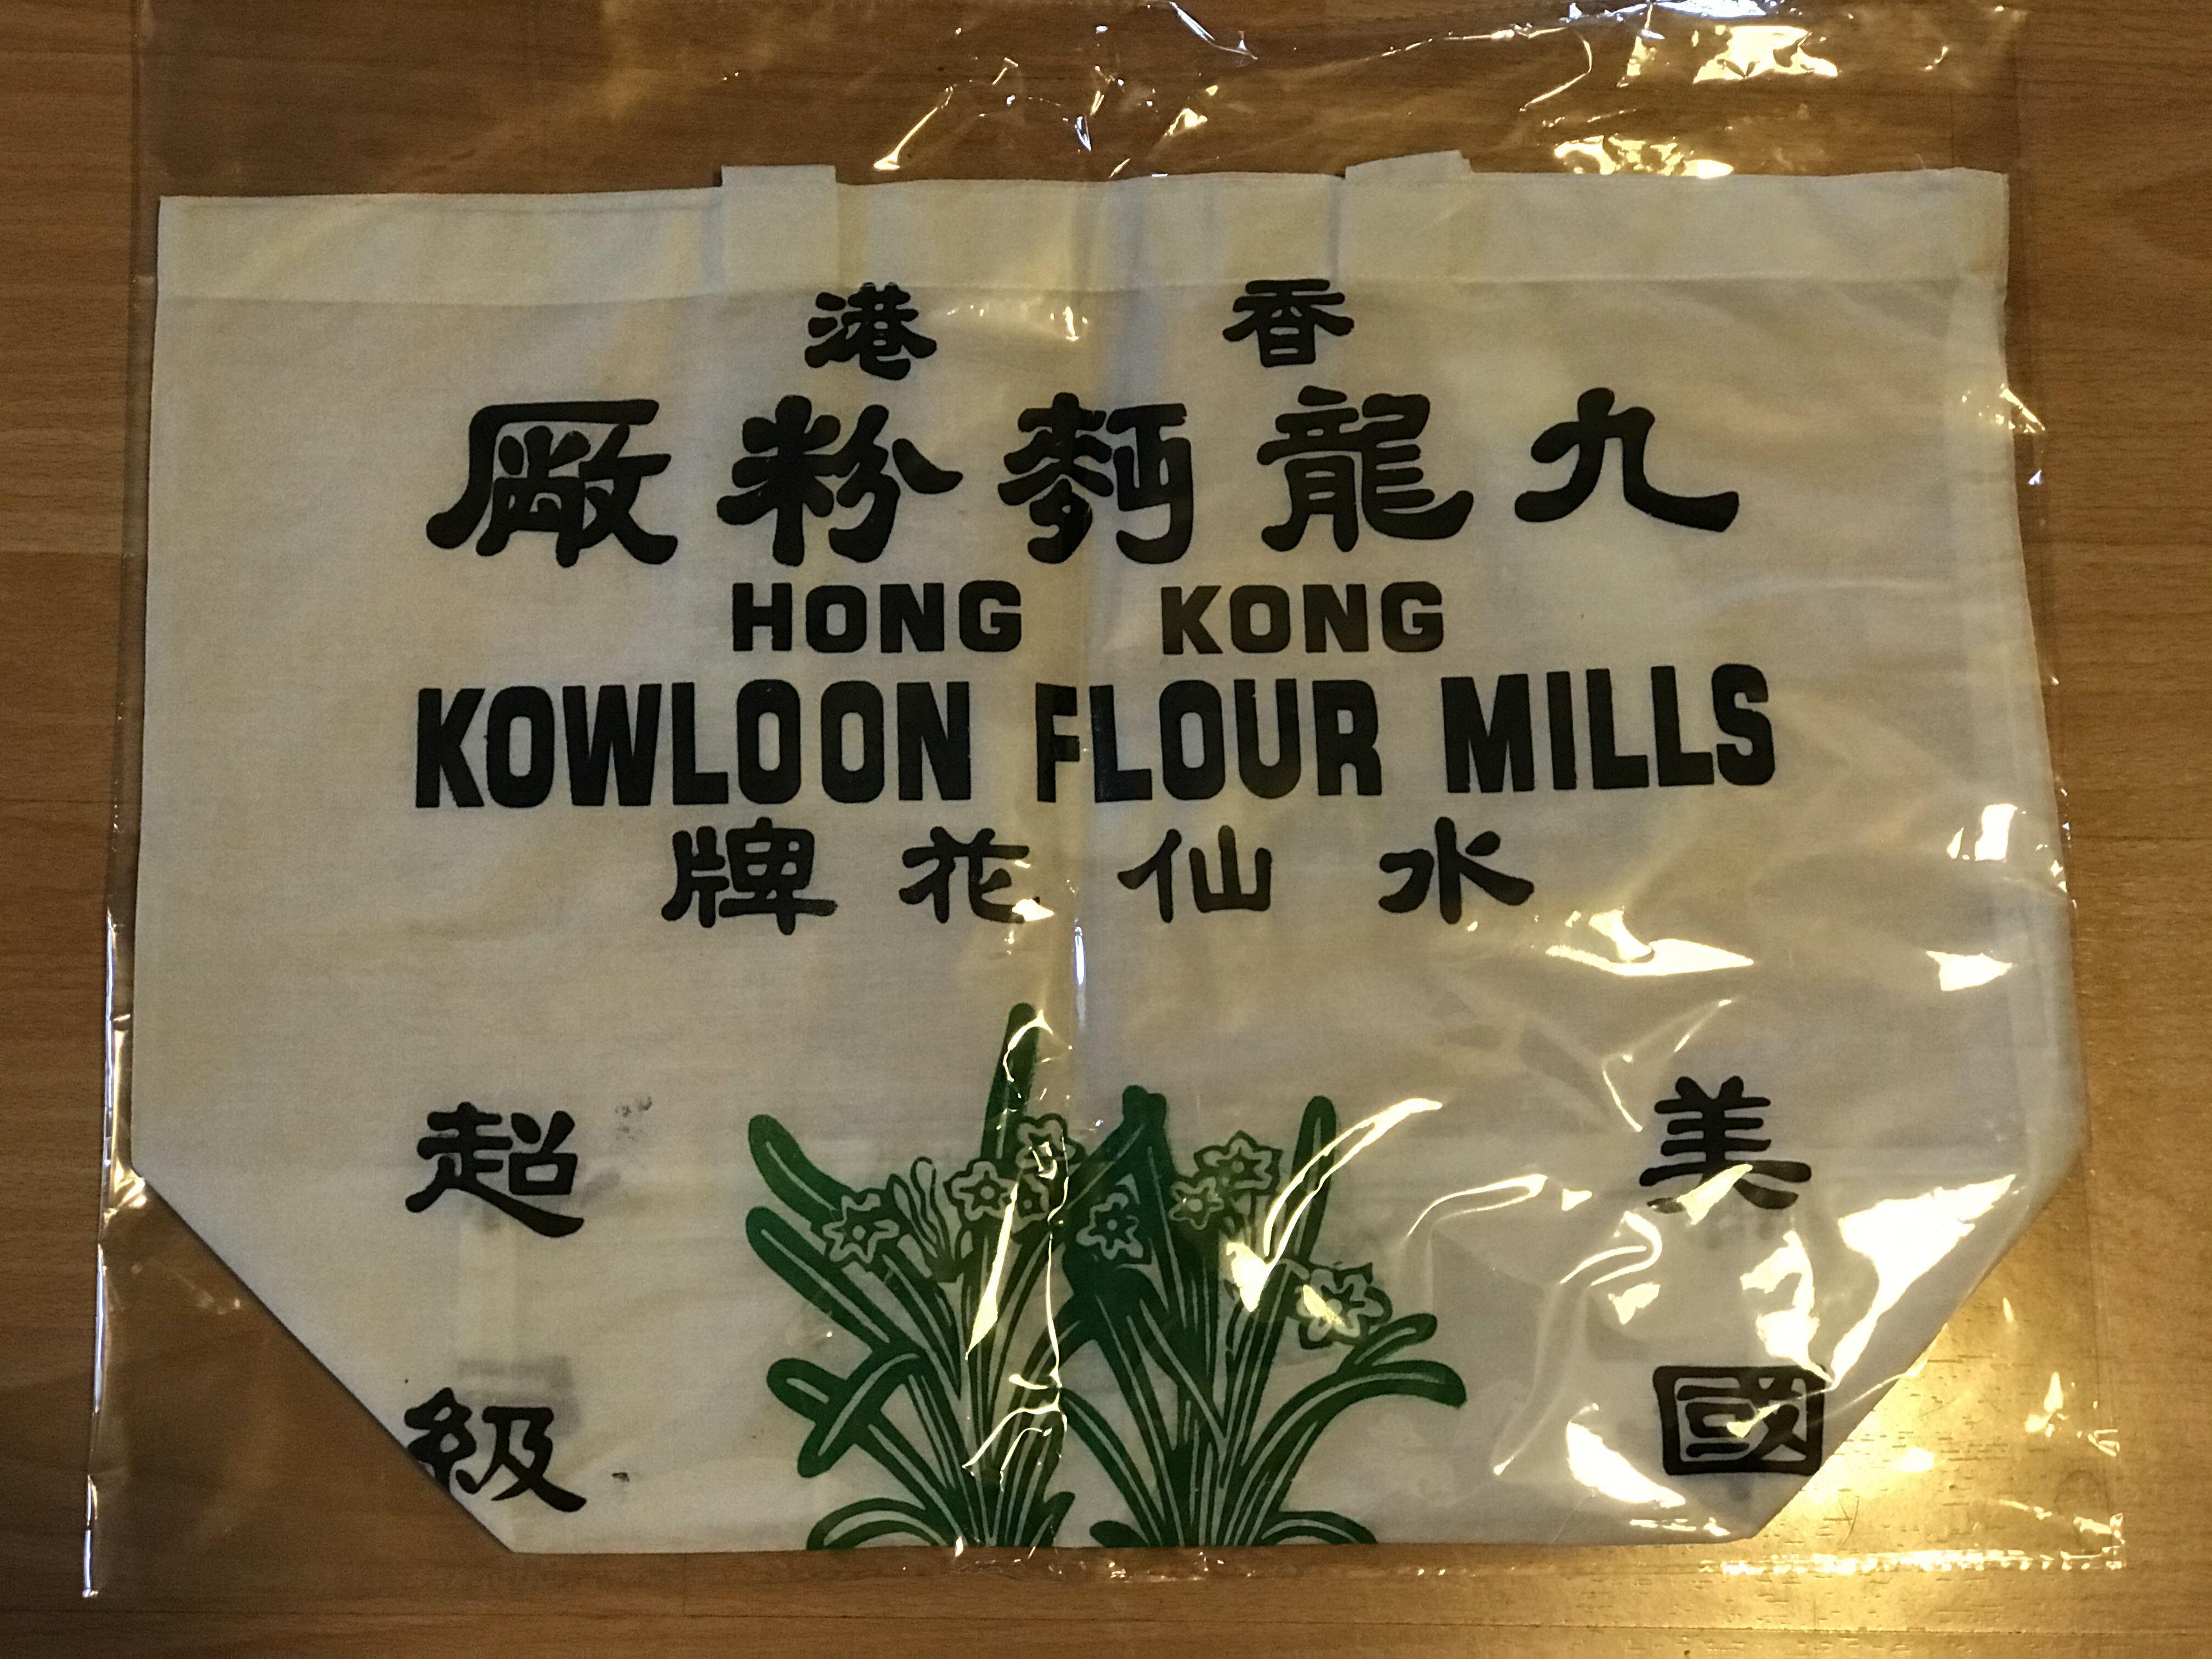 香港
九龍麪粉厰
HONG KONG
KOWLOON FLOUR MILLS
水仙花牌
美國
超級